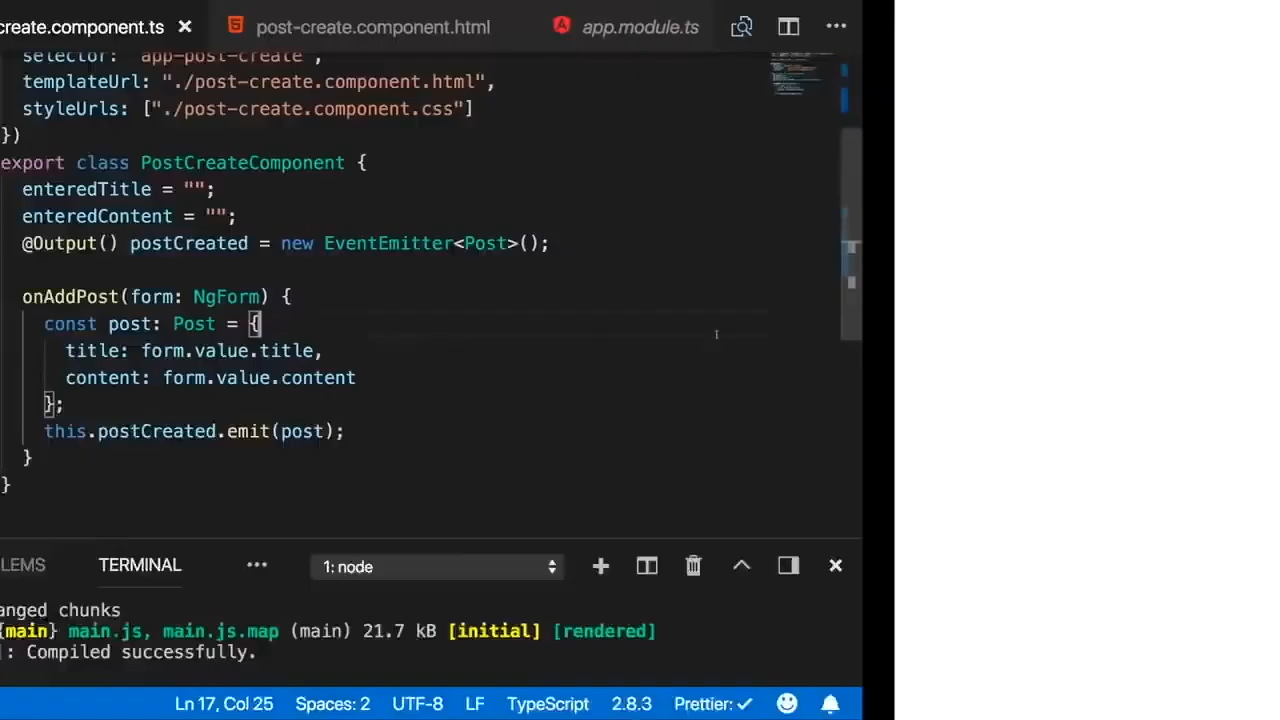 create.component.ts
post-create.component.html
app.module.ts
selector: "app-post-create",
templateUrl: "./post-create.component.html",
styleUrls: ["./post-create.component.css"]
})
export class PostCreateComponent {
enteredTitle = "";
enteredContent = "";
@Output() postCreated = new EventEmitter<Post>();
onAddPost(form: NgForm) {
const post: Post = {
title: form.value.title,
content: form.value.content
};
this.postCreated.emit(post);
}
}
LEMS
TERMINAL
1: node
anged chunks
{main} main.js, main.js.map (main) 21.7 kB [initial] [rendered]
]: Compiled successfully.
Ln 17, Col 25
Spaces: 2
UTF-8
LF
TypeScript
2.8.3
Prettier: ✓